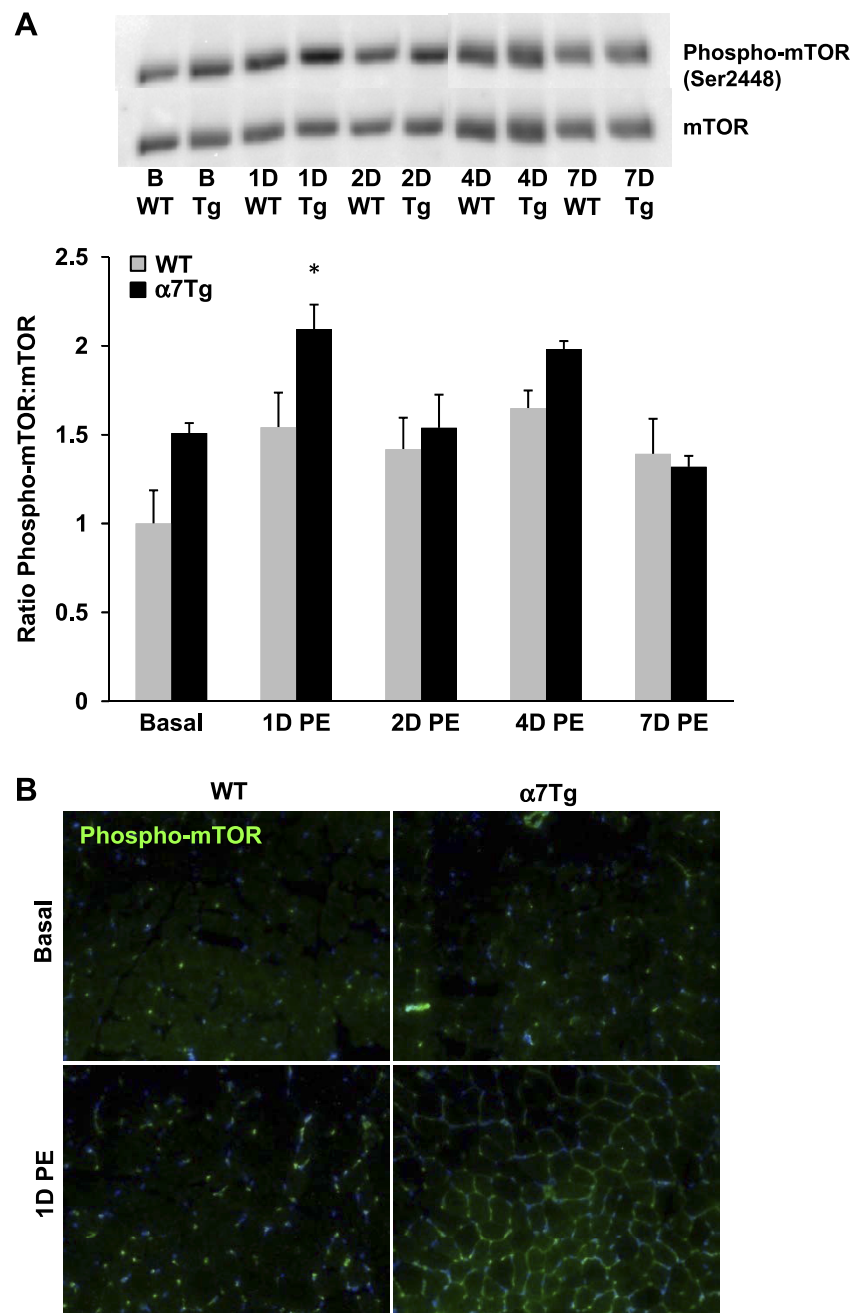 A
Phospho-mTOR
(Ser2448)
mTOR
B B 1D 1D 2D 2D 4D 4D 7D 7D
WT Tg WT Tg WT Tg WT Tg WT Tg
WT
α7Tg
*
Ratio Phospho-mTOR:mTOR
2.5
2
1.5
1
0.5
0
Basal 1D PE 2D PE 4D PE 7D PE
B
WT α7Tg
Phospho-mTOR
Basal
1D PE